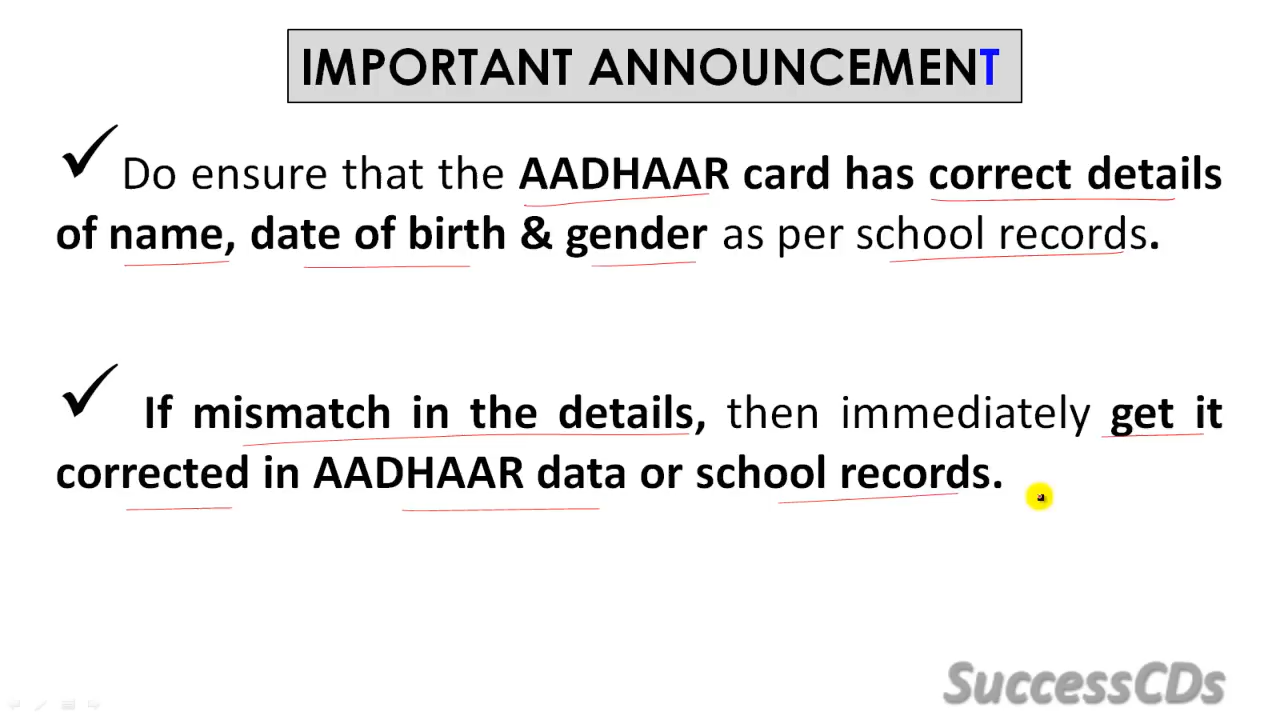 IMPORTANT ANNOUNCEMENT
✓Do ensure that the AADHAAR card has correct details
of name, date of birth & gender as per school records.
✓ If mismatch in the details, then immediately get it
corrected in AADHAAR data or school records.
SuccessCDs